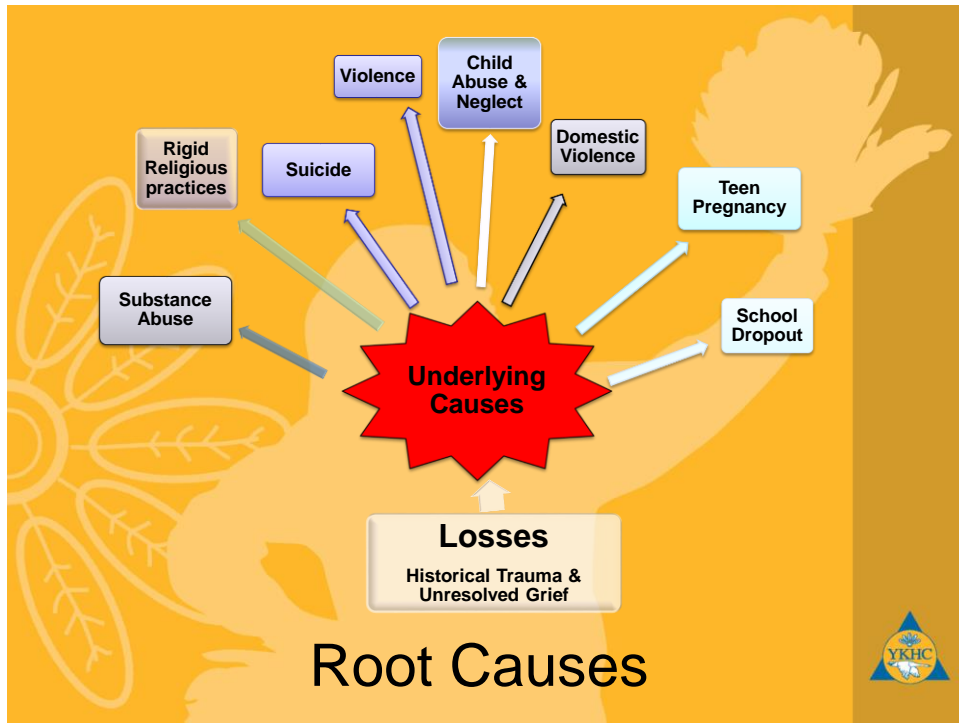 Violence
Child
Abuse &
Neglect
Domestic
Violence
Rigid
Religious
practices
Suicide
Teen
Pregnancy
Substance
Abuse
School
Dropout
Underlying
Causes
Losses
Historical Trauma &
Unresolved Grief
Root Causes
YKHC